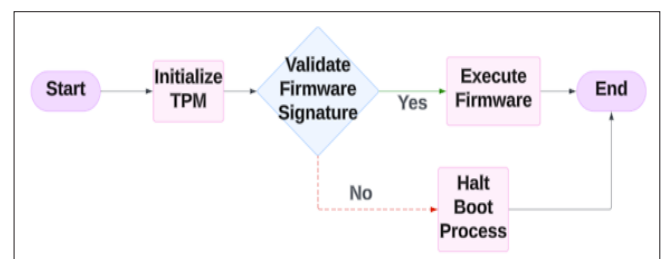 Start
Initialize
TPM
Validate
Firmware
Signature
Yes
Execute
Firmware
End
No
Halt
Boot
Process